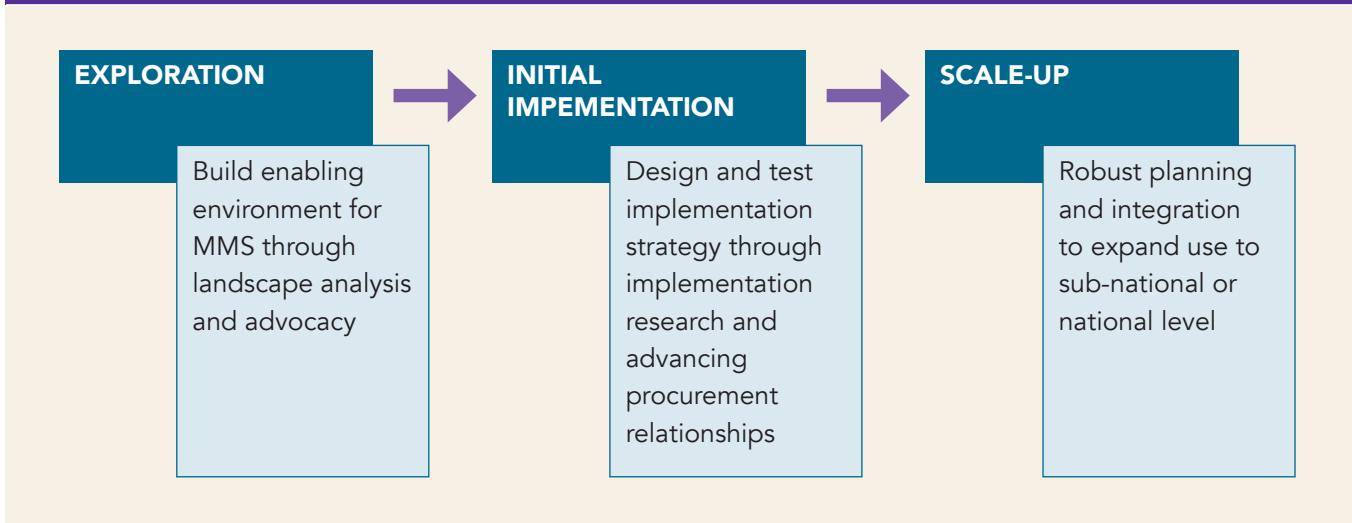 EXPLORATION
Build enabling
environment for
MMS through
landscape analysis
and advocacy
INITIAL
IMPEMENTATION
Design and test
implementation
strategy through
implementation
research and
advancing
procurement
relationships
SCALE-UP
Robust planning
and integration
to expand use to
sub-national or
national level